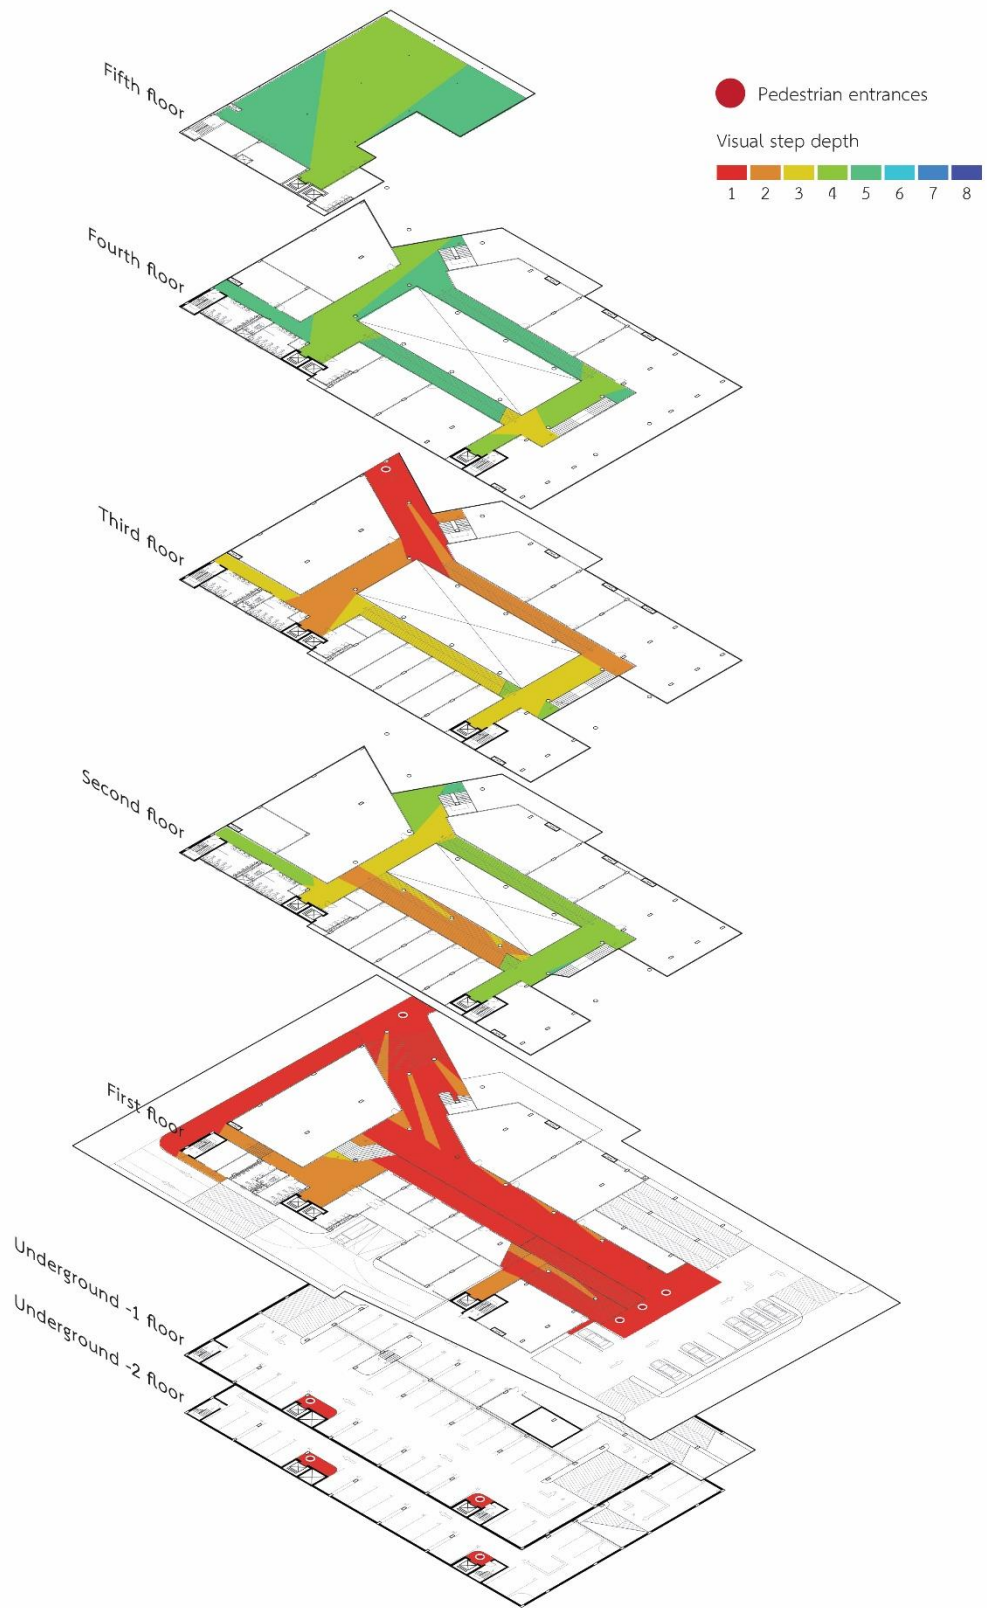 Fifth floor
Pedestrian entrances
Visual step depth
1 2 3 4 5 6 7 8
Fourth floor
Third floor
Second floor
First floor
Underground -1 floor
Underground -2 floor